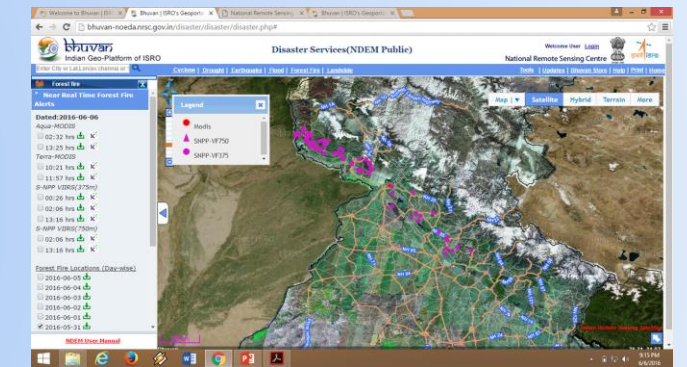 Welcome to Bhuvan | ISR
Bhuvan | ISRO's Geoport
National Remote Sensing
Bhuvan | ISRO's Geoport
bhuvan-noeda.nrsc.gov.in/disaster/disaster/disaster.php#
bhuvan
Indian Geo-Platform of ISRO
Disaster Services(NDEM Public)
Welcome User Login
National Remote Sensing Centre
Cyclone | Drought | Earthquake | Flood | Forest Fire | Landslide
Tools | Updates | Bhuvan Store | Help | Print | Home
Forest fire
Near Real Time Forest Fire
Alerts
Dated:2016-06-06
Aqua-MODIS
02:32 hrs
13:25 hrs
Terra-MODIS
10:21 hrs
11:57 hrs
S-NPP VIIRS(375m)
00:26 hrs
02:06 hrs
13:16 hrs
S-NPP VIIRS(750m)
02:06 hrs
13:16 hrs
Forest Fire Locations (Day-wise)
2016-06-05
2016-06-04
2016-06-03
2016-06-02
2016-06-01
2016-05-31
NDEM User Manual
Legend
Modis
SNPP-VF750
SNPP-VF375
Map | Satellite Hybrid Terrain More
NH 1A
9:15 PM
6/6/2016